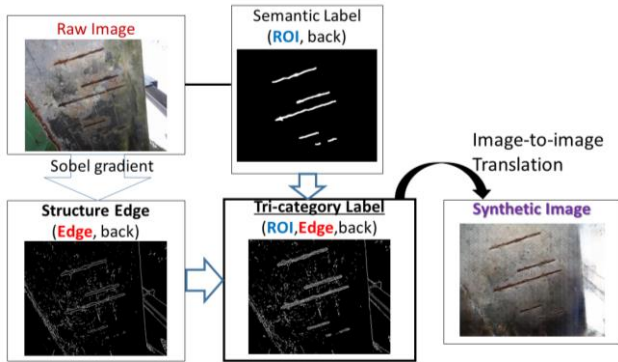 Raw Image
Semantic Label
(ROI, back)
Sobel gradient
Image-to-image
Translation
Structure Edge
(Edge, back)
Tri-category Label
(ROI,Edge,back)
Synthetic Image